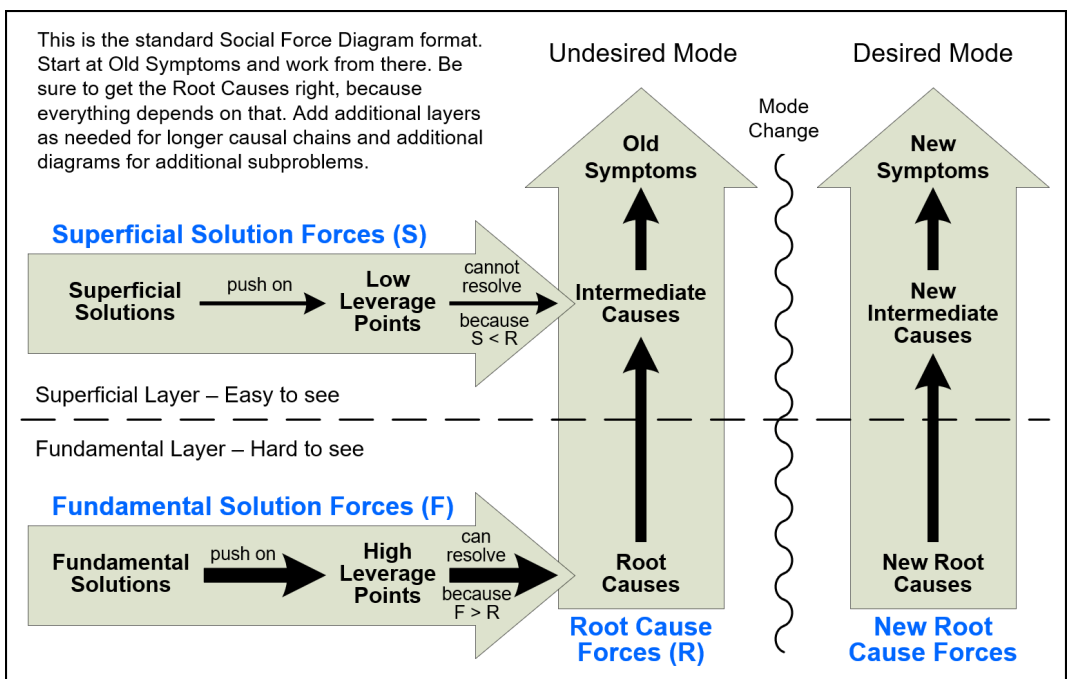 This is the standard Social Force Diagram format.
Start at Old Symptoms and work from there. Be
sure to get the Root Causes right, because
everything depends on that. Add additional layers
as needed for longer causal chains and additional
diagrams for additional subproblems.
Undesired Mode
Desired Mode
Mode
Change
Old
Symptoms
New
Symptoms
Superficial Solution Forces (S)
Superficial
Solutions
push on
Low
Leverage
Points
cannot
resolve
because
S < R
Intermediate
Causes
New
Intermediate
Causes
Superficial Layer – Easy to see
Fundamental Layer – Hard to see
Fundamental Solution Forces (F)
Fundamental
Solutions
push on
High
Leverage
Points
can
resolve
because
F > R
Root
Causes
New Root
Causes
Root Cause
Forces (R)
New Root
Cause Forces